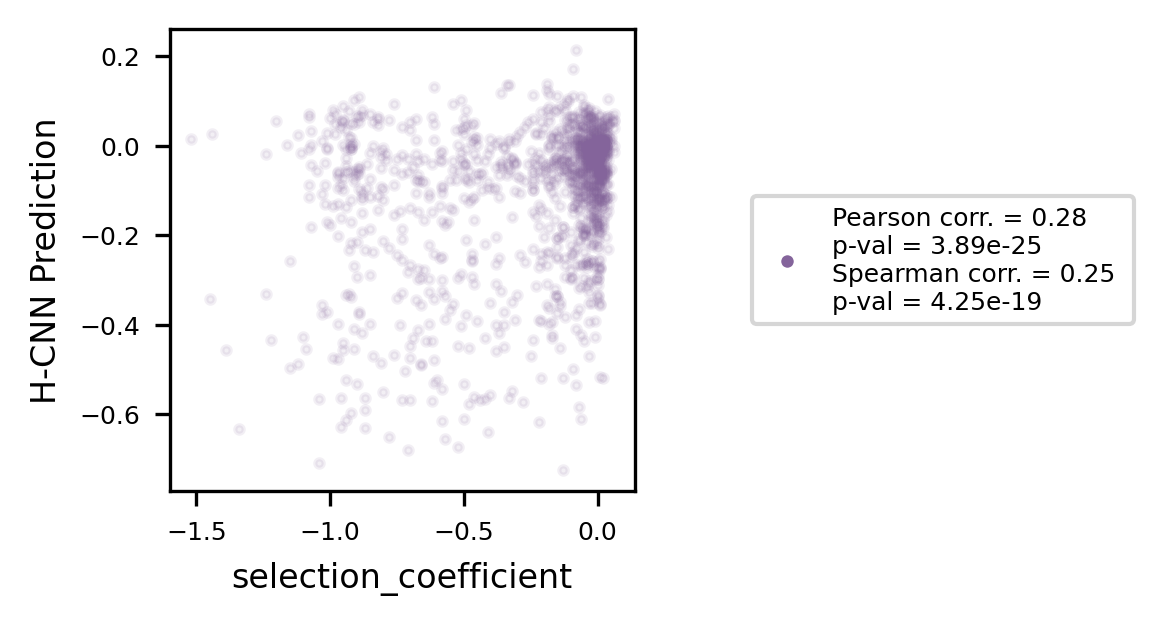 0.2
0.0
−0.2
−0.4
−0.6
H-CNN Prediction
−1.5
−1.0
−0.5
0.0
selection_coefficient
Pearson corr. = 0.28
p-val = 3.89e-25
Spearman corr. = 0.25
p-val = 4.25e-19